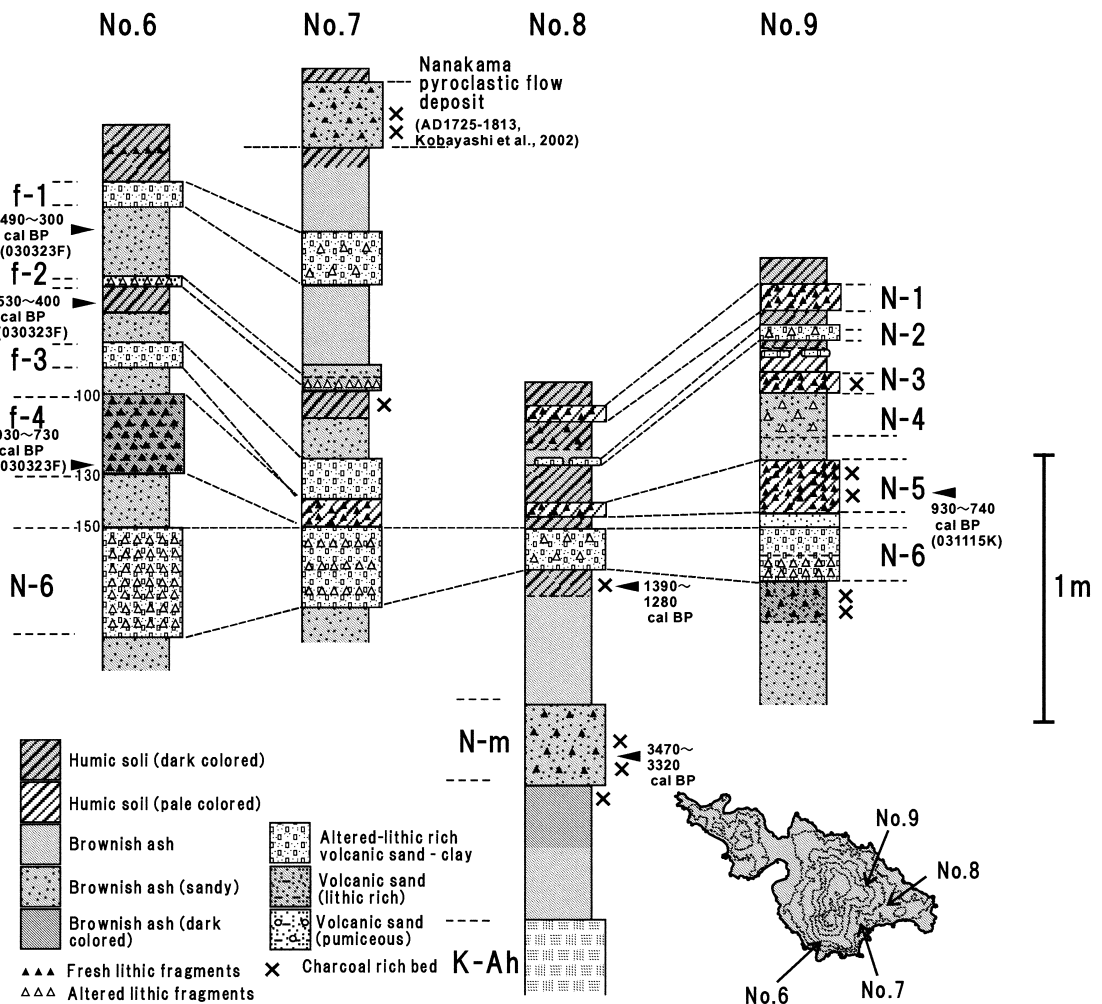 No.6
No.7
No.8
No.9
Nanakama
pyroclastic flow
deposit
(AD1725-1813,
Kobayashi et al., 2002)
f-1
490～300
cal BP
(030323F)
f-2
530～400
cal BP
030323F)
f-3
-100
f-4
930～730
cal BP
030323F)
-130
-150
N-6
N-1
N-2
N-3
N-4
N-5
930～740
cal BP
(031115K)
N-6
1m
1390～
1280
cal BP
N-m
3470～
3320
cal BP
K-Ah
Humic soli (dark colored)
Humic soil (pale colored)
Brownish ash
Brownish ash (sandy)
Brownish ash (dark
colored)
Altered-lithic rich
volcanic sand - clay
Volcanic sand
(lithic rich)
Volcanic sand
(pumiceous)
Fresh lithic fragments
Altered lithic fragments
Charcoal rich bed
No.9
No.8
No.7
No.6